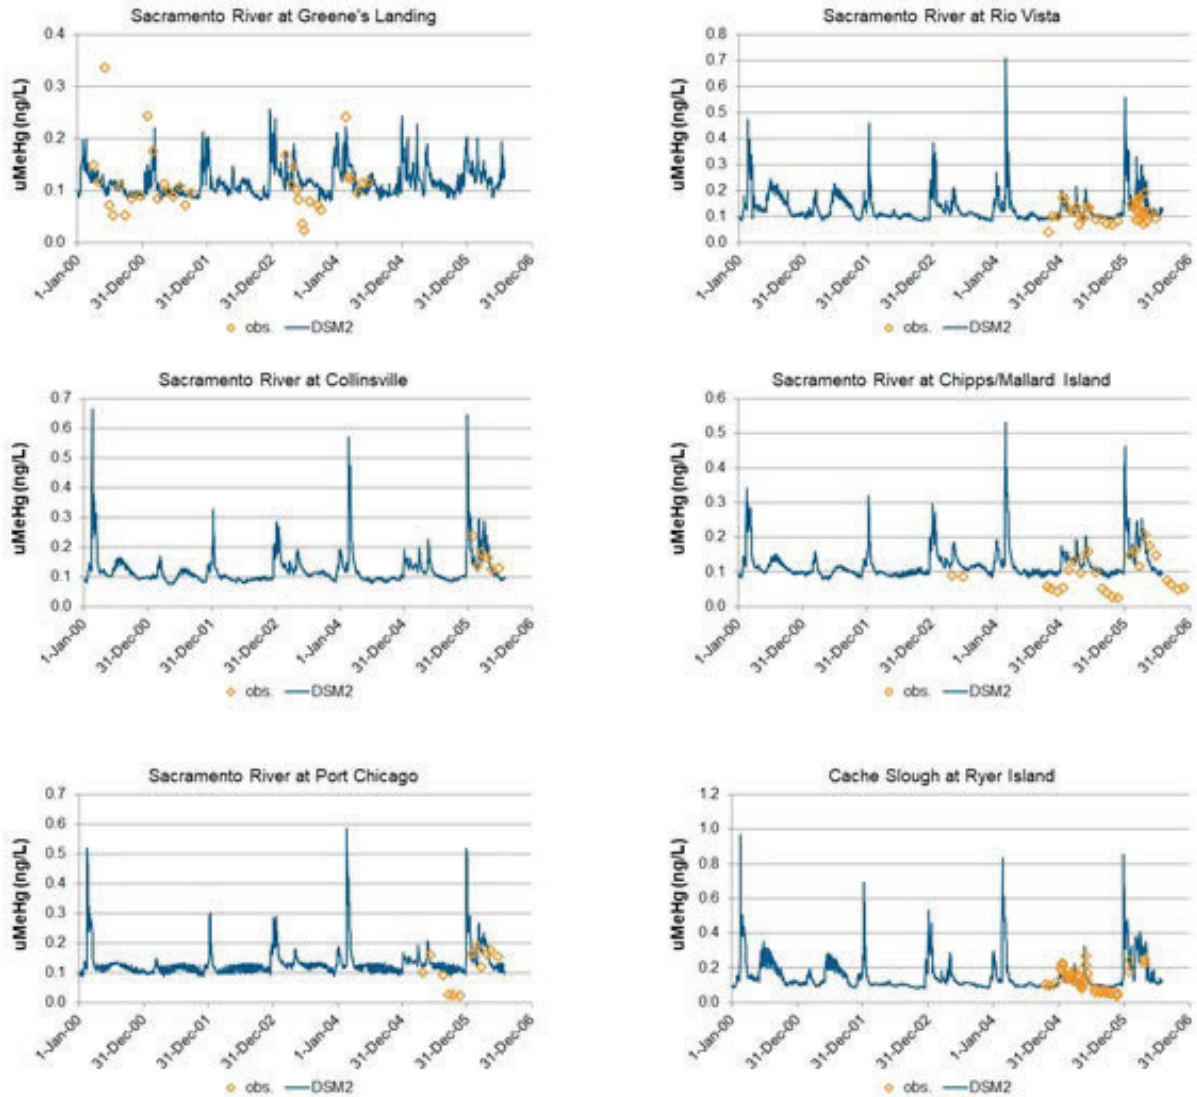 Sacramento River at Greene's Landing
uMeHg (ng/L)
0.4
0.3
0.2
0.1
0.0
1-Jan-00
31-Dec-00
31-Dec-01
31-Dec-02
1-Jan-04
31-Dec-04
31-Dec-05
31-Dec-06
obs. DSM2
Sacramento River at Rio Vista
uMeHg (ng/L)
0.8
0.7
0.6
0.5
0.4
0.3
0.2
0.1
0.0
1-Jan-00
31-Dec-00
31-Dec-01
31-Dec-02
1-Jan-04
31-Dec-04
31-Dec-05
31-Dec-06
obs. DSM2
Sacramento River at Collinsville
uMeHg (ng/L)
0.7
0.6
0.5
0.4
0.3
0.2
0.1
0.0
1-Jan-00
31-Dec-00
31-Dec-01
31-Dec-02
1-Jan-04
31-Dec-04
31-Dec-05
31-Dec-06
obs. DSM2
Sacramento River at Chipps/Mallard Island
uMeHg (ng/L)
0.6
0.5
0.4
0.3
0.2
0.1
0.0
1-Jan-00
31-Dec-00
31-Dec-01
31-Dec-02
1-Jan-04
31-Dec-04
31-Dec-05
31-Dec-06
obs. DSM2
Sacramento River at Port Chicago
uMeHg (ng/L)
0.7
0.6
0.5
0.4
0.3
0.2
0.1
0.0
1-Jan-00
31-Dec-00
31-Dec-01
31-Dec-02
1-Jan-04
31-Dec-04
31-Dec-05
31-Dec-06
obs. DSM2
Cache Slough at Ryer Island
uMeHg (ng/L)
1.2
1.0
0.8
0.6
0.4
0.2
0.0
1-Jan-00
31-Dec-00
31-Dec-01
31-Dec-02
1-Jan-04
31-Dec-04
31-Dec-05
31-Dec-06
obs. DSM2